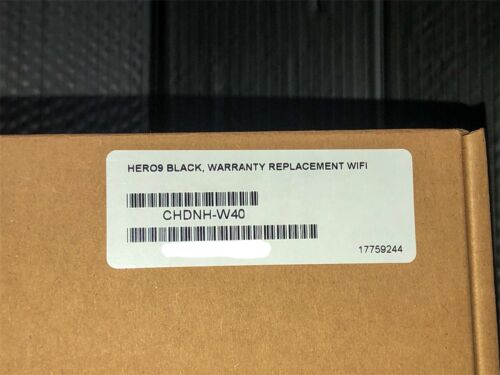 HERO9 BLACK, WARRANTY REPLACEMENT WIFI
CHDNH-W40
17759244